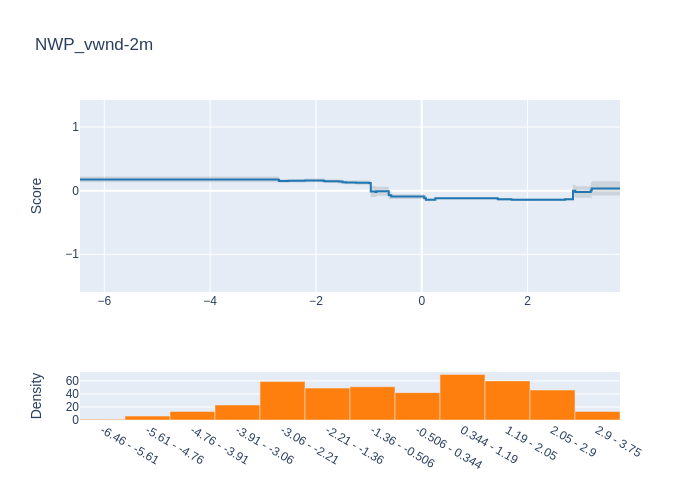 NWP_vwnd-2m
Score
1
0
−1
−6
−4
−2
0
2
Density
60
40
20
0
-6.46 - -5.61
-5.61 - -4.76
-4.76 - -3.91
-3.91 - -3.06
-3.06 - -2.21
-2.21 - -1.36
-1.36 - -0.506
-0.506 - 0.344
0.344 - 1.19
1.19 - 2.05
2.05 - 2.9
2.9 - 3.75